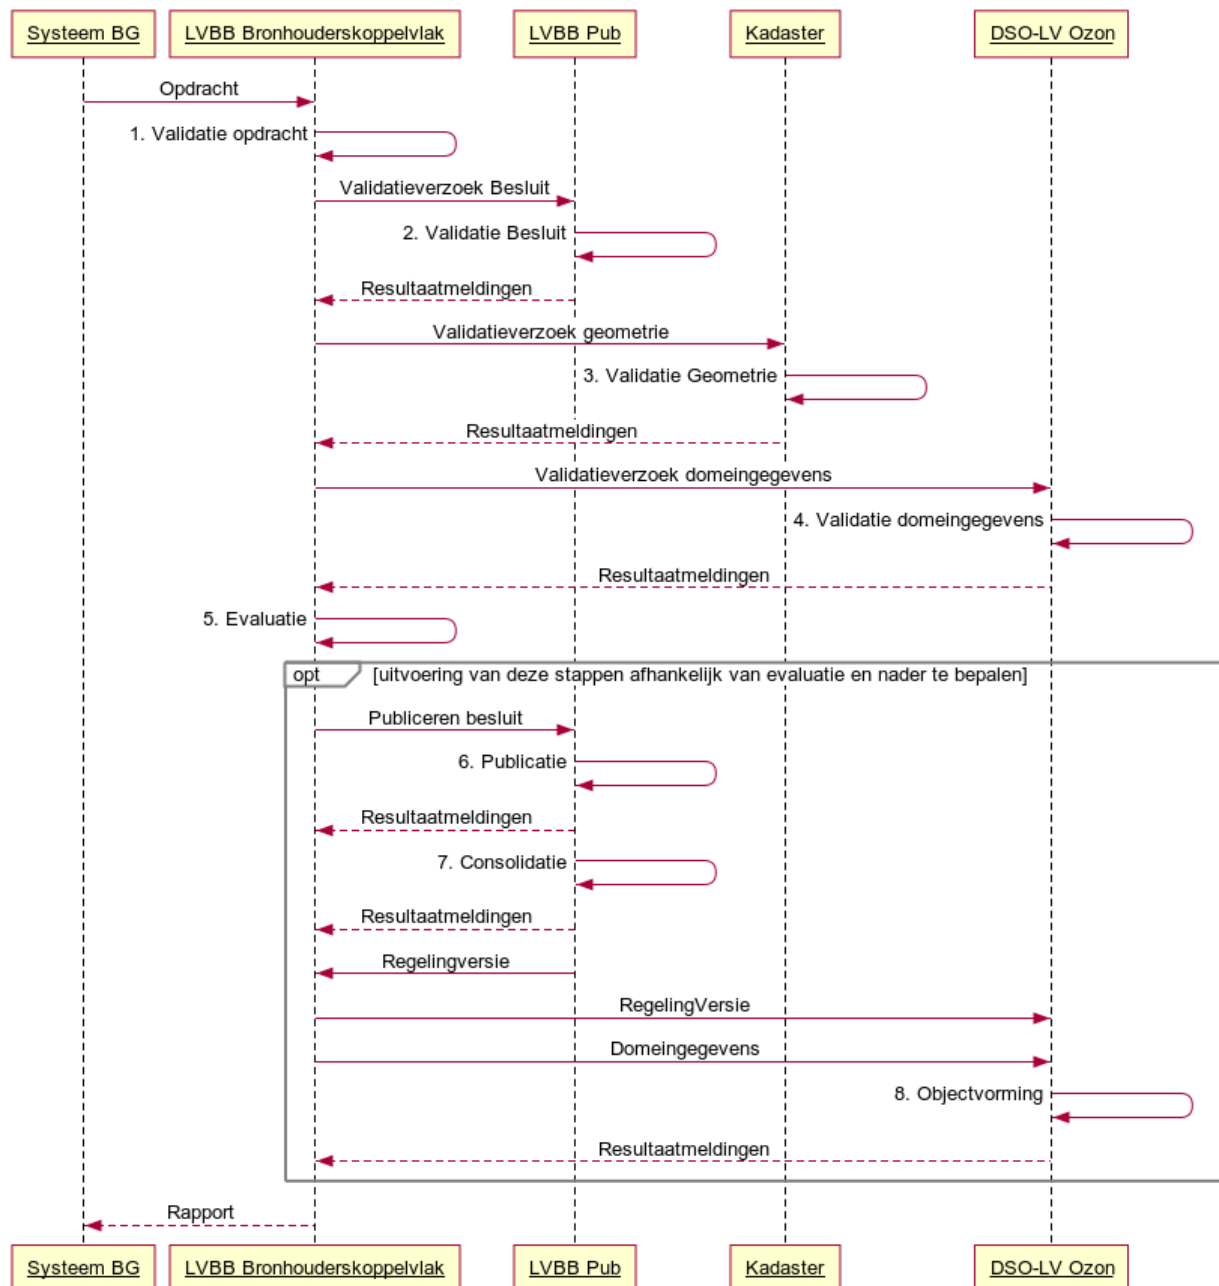 Systeem BG
LVBB Bronhouderskoppelvlak
LVBB Pub
Kadaster
DSO-LV Ozon
Opdracht
1. Validatie opdracht
Validatieverzoek Besluit
2. Validatie Besluit
Resultaatmeldingen
Validatieverzoek geometrie
3. Validatie Geometrie
Resultaatmeldingen
Validatieverzoek domeingegevens
4. Validatie domeingegevens
Resultaatmeldingen
5. Evaluatie
opt [uitvoering van deze stappen afhankelijk van evaluatie en nader te bepalen]
Publiceren besluit
6. Publicatie
Resultaatmeldingen
7. Consolidatie
Resultaatmeldingen
Regelingversie
RegelingVersie
Domeingegevens
8. Objectvorming
Resultaatmeldingen
Rapport
Systeem BG
LVBB Bronhouderskoppelvlak
LVBB Pub
Kadaster
DSO-LV Ozon